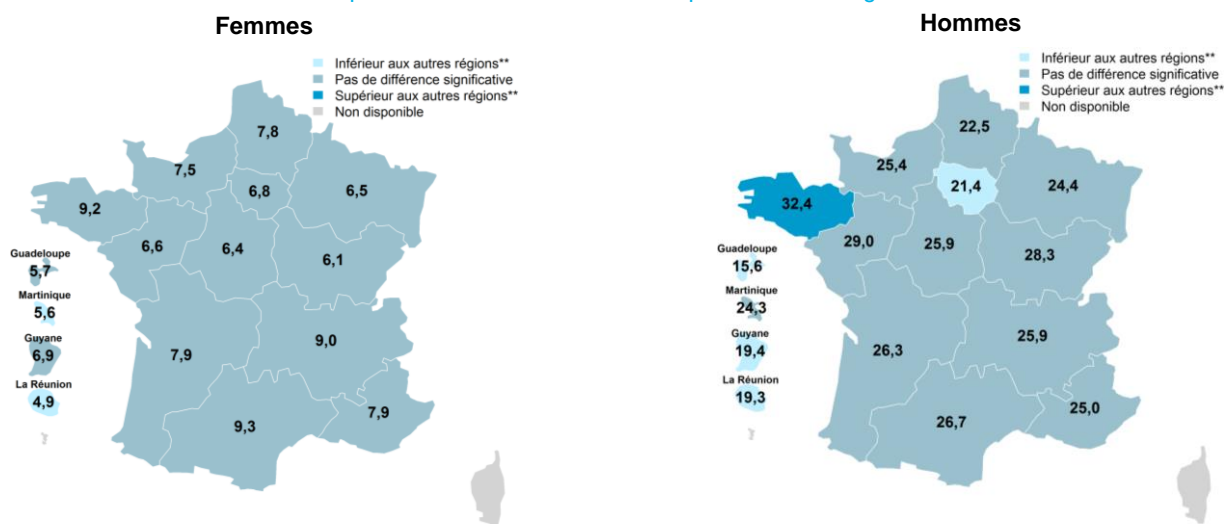 Femmes
Inférieur aux autres régions**
Pas de différence significative
Supérieur aux autres régions**
Non disponible
7,8
7,5
6,8
6,5
9,2
6,6
6,4
6,1
Guadeloupe
5,7
Martinique
5,6
Guyane
6,9
La Réunion
4,9
9,0
7,9
7,9
9,3
Hommes
Inférieur aux autres régions**
Pas de différence significative
Supérieur aux autres régions**
Non disponible
22,5
25,4
21,4
24,4
32,4
29,0
25,9
28,3
Guadeloupe
15,6
Martinique
24,3
Guyane
19,4
La Réunion
19,3
25,9
26,3
25,0
26,7